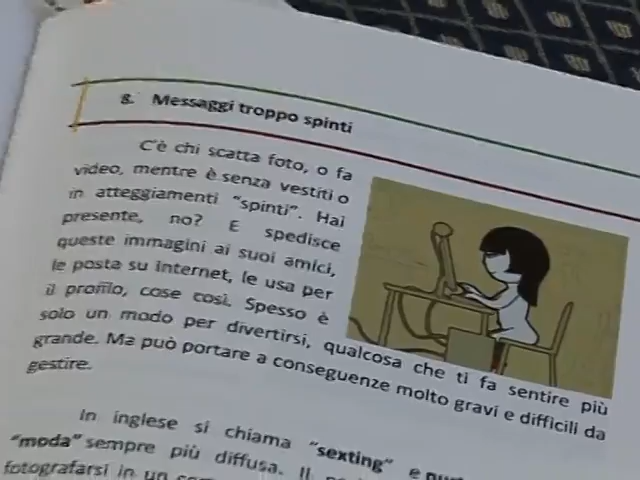 8. Messaggi troppo spinti
C'è chi scatta foto, o fa
video, mentre è senza vestiti o
in atteggiamenti "spinti". Hai
presente, no? E spedisce
queste immagini ai suoi amici,
le posta su internet, le usa per
il profilo, cose così. Spesso è
solo un modo per divertirsi, qualcosa che ti fa sentire più
grande. Ma può portare a conseguenze molto gravi e difficili da
gestire.
In inglese si chiama "sexting" e
"moda" sempre più diffusa. Il
fotografarsi in un